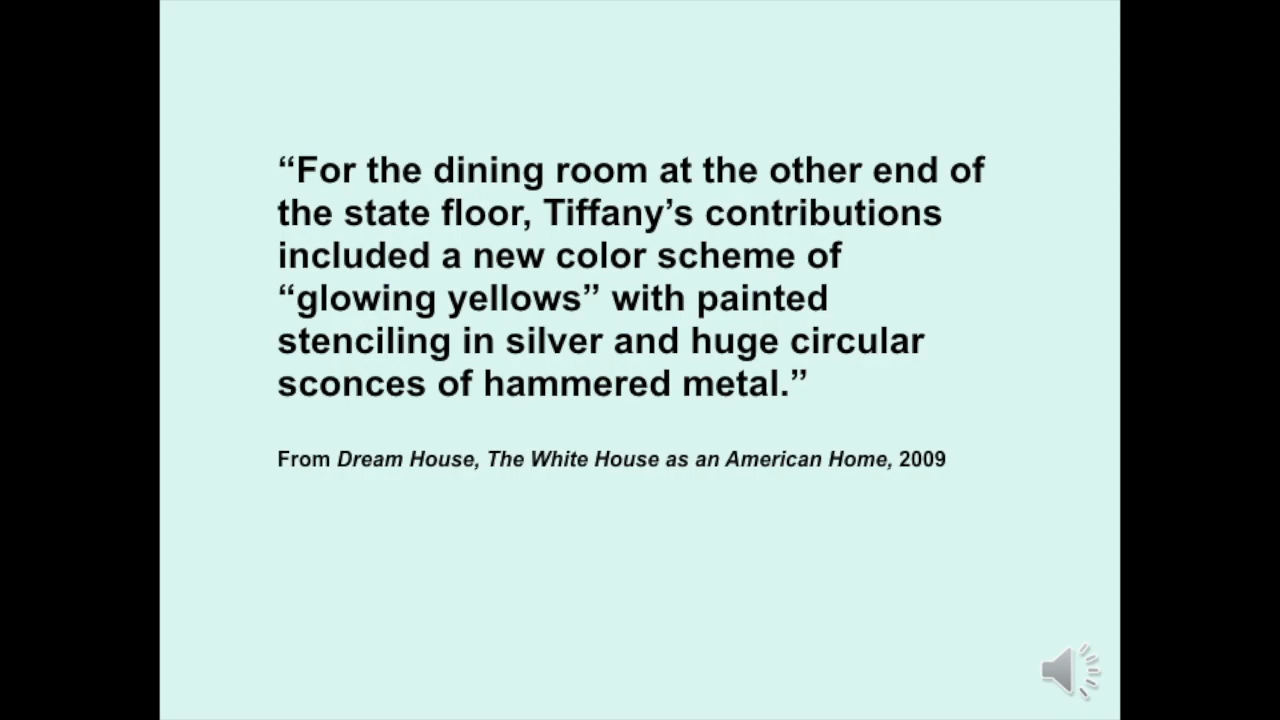 “For the dining room at the other end of
the state floor, Tiffany’s contributions
included a new color scheme of
“glowing yellows” with painted
stenciling in silver and huge circular
sconces of hammered metal.”
From Dream House, The White House as an American Home, 2009